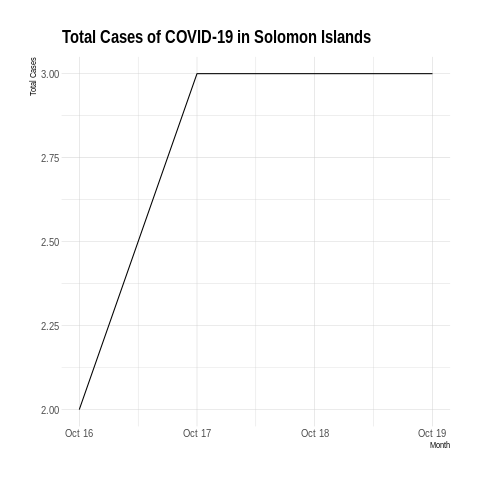 Total Cases of COVID-19 in Solomon Islands
Total Cases
3.00
2.75
2.50
2.25
2.00
Oct 16 Oct 17 Oct 18 Oct 19
Month